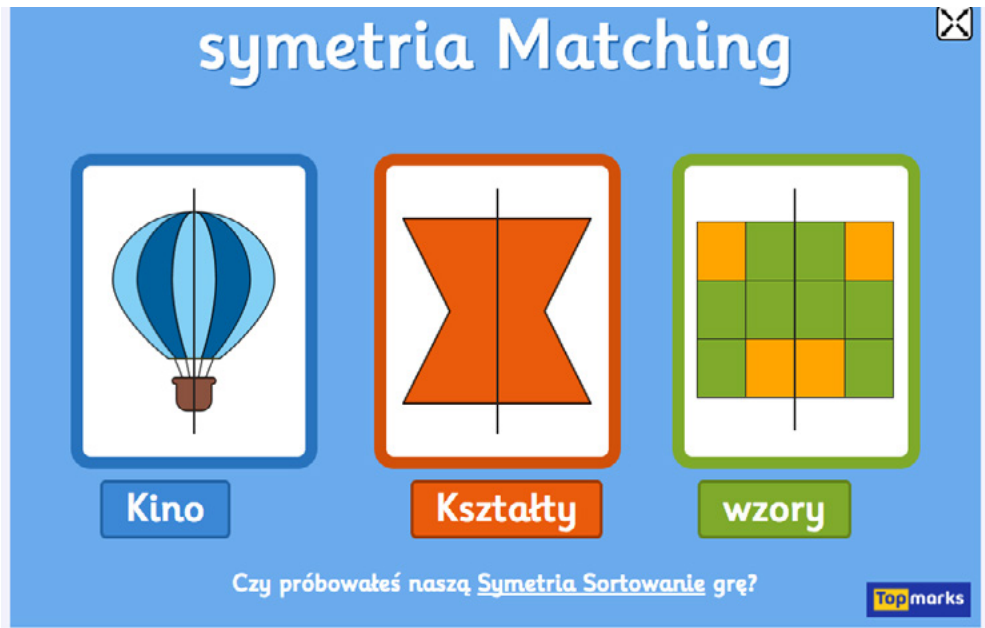 symetria Matching
Kino
Kształty
wzory
Czy próbowałeś naszą Symetria Sortowanie grę?
Topmarks